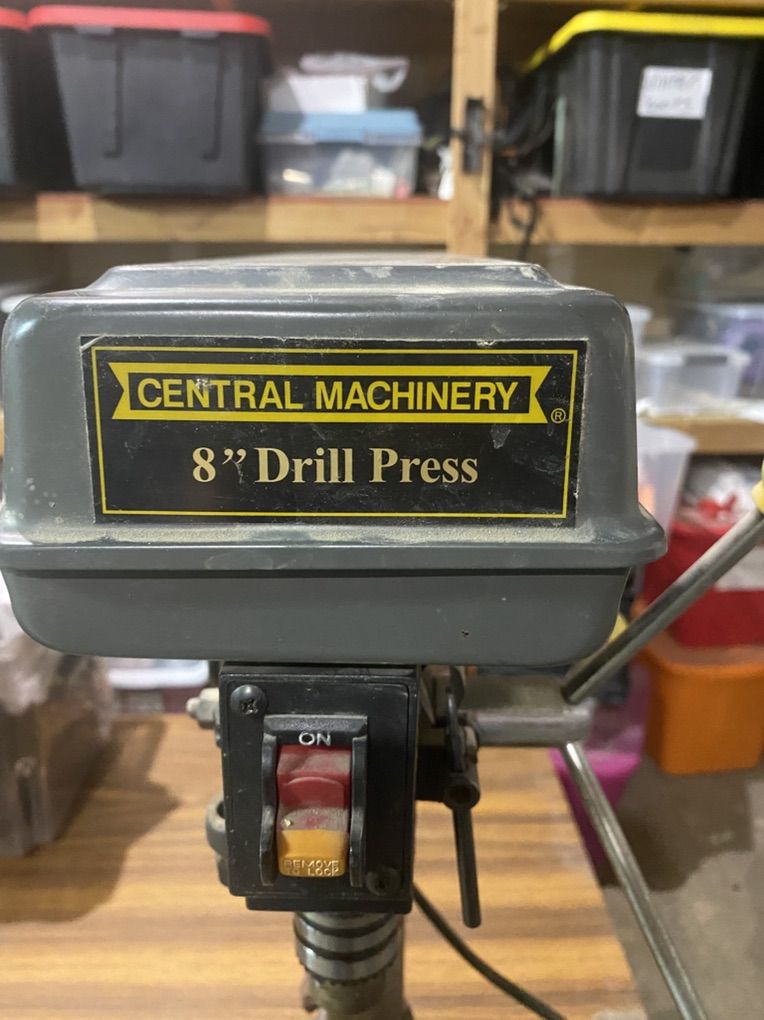 CENTRAL MACHINERY
®
8” Drill Press
ON
REMOVE
TO LOCK